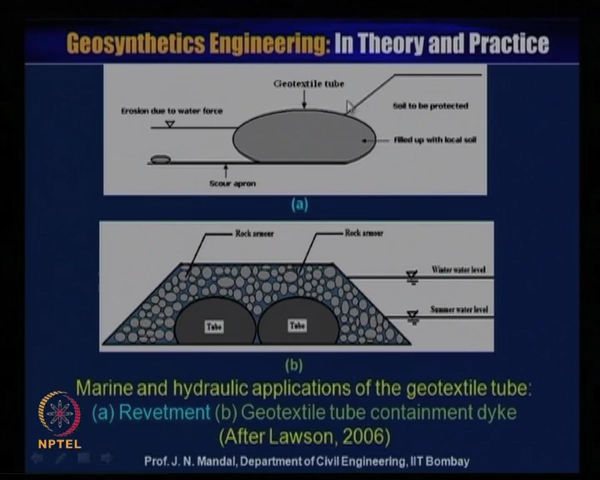 Geosynthetics Engineering: In Theory and Practice
Geotextile tube
Erosion due to water force
Soil to be protected
Filled up with local soil
Scour apron
(a)
Rock armour
Rock armour
Winter water level
Summer water level
Tube
Tube
(b)
Marine and hydraulic applications of the geotextile tube:
(a) Revetment (b) Geotextile tube containment dyke
(After Lawson, 2006)
NPTEL
Prof. J. N. Mandal, Department of Civil Engineering, IIT Bombay